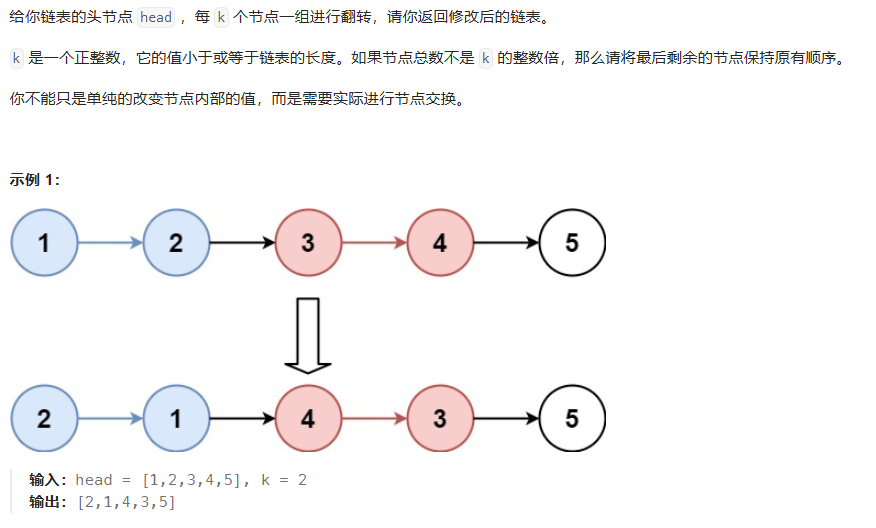 给你链表的头节点 head ，每 k 个节点一组进行翻转，请你返回修改后的链表。
k 是一个正整数，它的值小于或等于链表的长度。如果节点总数不是 k 的整数倍，那么请将最后剩余的节点保持原有顺序。
你不能只是单纯的改变节点内部的值，而是需要实际进行节点交换。
示例 1：
1 2 3 4 5
2 1 4 3 5
输入：head = [1,2,3,4,5], k = 2
输出：[2,1,4,3,5]